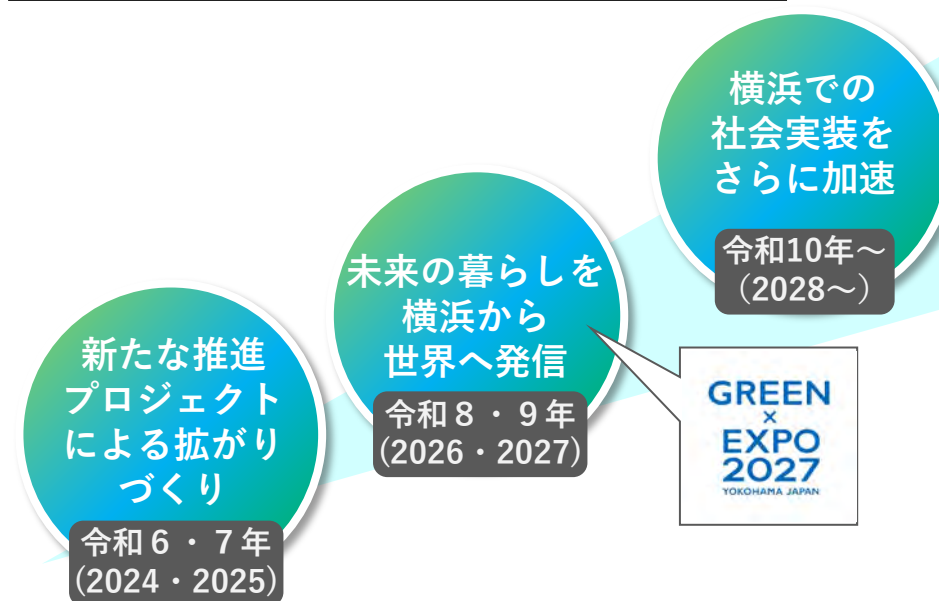 横浜での
社会実装を
さらに加速
令和10年～
（2028～）
未来の暮らしを
横浜から
世界へ発信
令和８・９年
(2026・2027)
GREEN
×
EXPO
2027
YOKOHAMA JAPAN
新たな推進
プロジェクト
による拡がり
づくり
令和６・７年
(2024・2025)